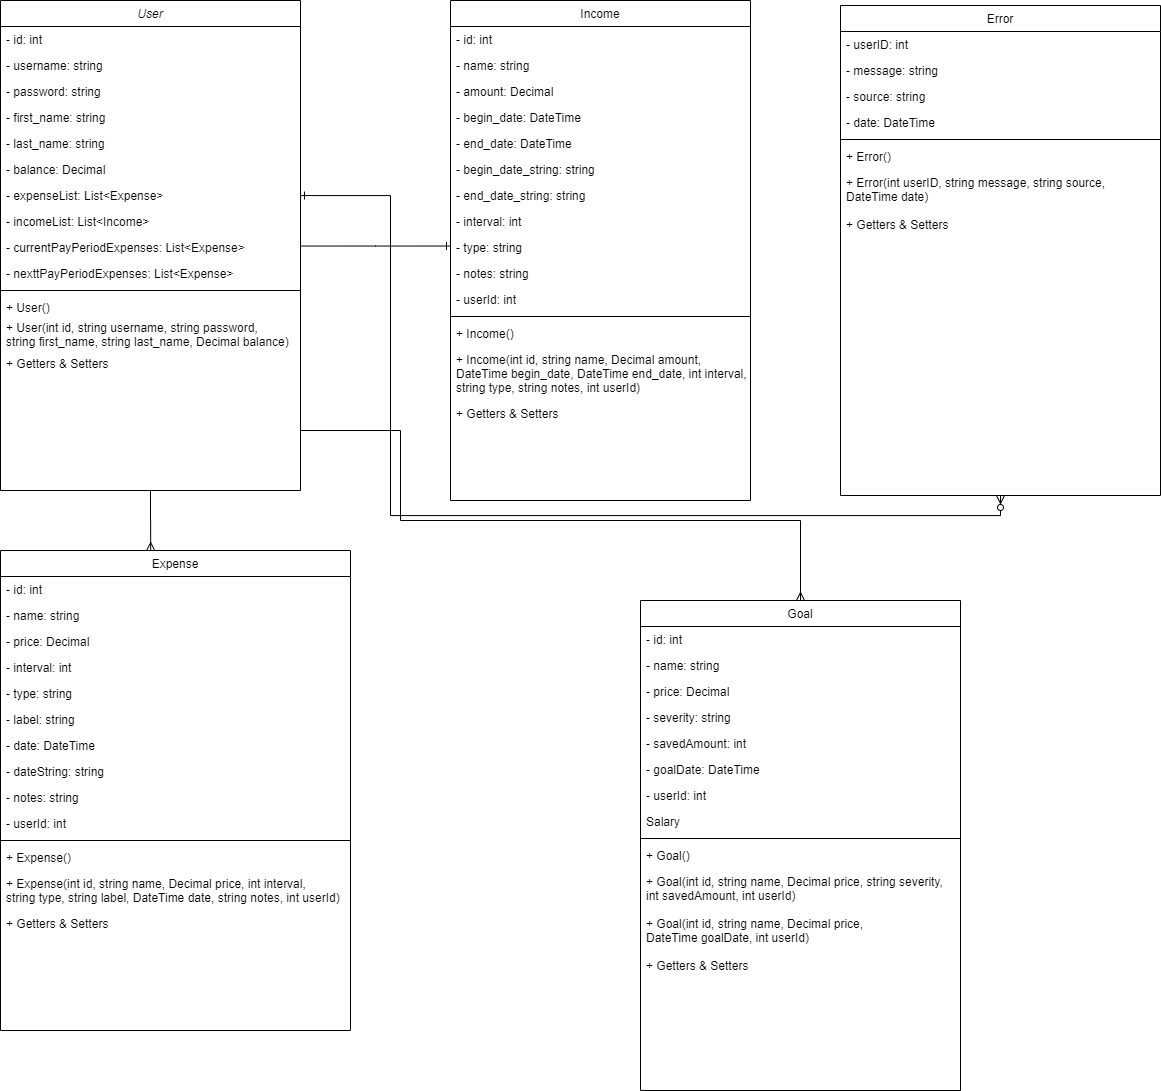 User
- id: int
- username: string
- password: string
- first_name: string
- last_name: string
- balance: Decimal
- expenseList: List<Expense>
- incomeList: List<Income>
- currentPayPeriodExpenses: List<Expense>
- nexttPayPeriodExpenses: List<Expense>
+ User()
+ User(int id, string username, string password,
string first_name, string last_name, Decimal balance)
+ Getters & Setters
Income
- id: int
- name: string
- amount: Decimal
- begin_date: DateTime
- end_date: DateTime
- begin_date_string: string
- end_date_string: string
- interval: int
- type: string
- notes: string
- userId: int
+ Income()
+ Income(int id, string name, Decimal amount,
DateTime begin_date, DateTime end_date, int interval,
string type, string notes, int userId)
+ Getters & Setters
Error
- userID: int
- message: string
- source: string
- date: DateTime
+ Error()
+ Error(int userID, string message, string source,
DateTime date)
+ Getters & Setters
Expense
- id: int
- name: string
- price: Decimal
- interval: int
- type: string
- label: string
- date: DateTime
- dateString: string
- notes: string
- userId: int
+ Expense()
+ Expense(int id, string name, Decimal price, int interval,
string type, string label, DateTime date, string notes, int userId)
+ Getters & Setters
Goal
- id: int
- name: string
- price: Decimal
- severity: string
- savedAmount: int
- goalDate: DateTime
- userId: int
Salary
+ Goal()
+ Goal(int id, string name, Decimal price, string severity,
int savedAmount, int userId)
+ Goal(int id, string name, Decimal price,
DateTime goalDate, int userId)
+ Getters & Setters